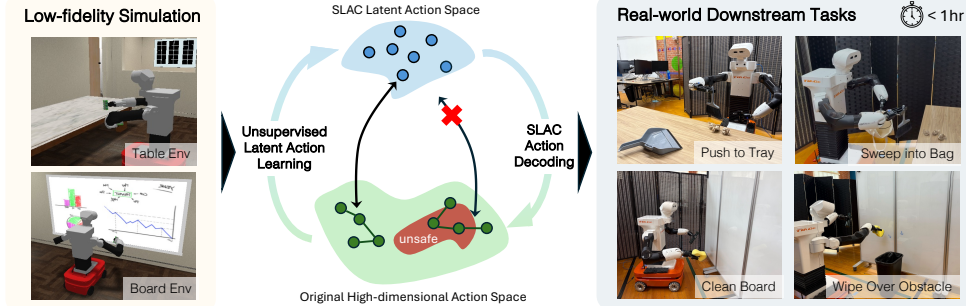 Low-fidelity Simulation
Table Env
Board Env
SLAC Latent Action Space
Unsupervised
Latent Action
Learning
SLAC
Action
Decoding
unsafe
Original High-dimensional Action Space
Real-world Downstream Tasks
< 1hr
Push to Tray
Sweep into Bag
Clean Board
Wipe Over Obstacle